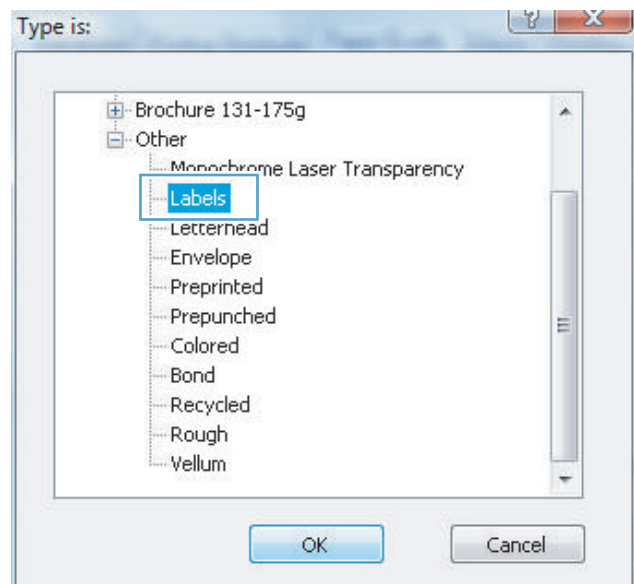 Type is:
Brochure 131-175g
Other
Monochrome Laser Transparency
Labels
Letterhead
Envelope
Preprinted
Prepunched
Colored
Bond
Recycled
Rough
Vellum
OK
Cancel